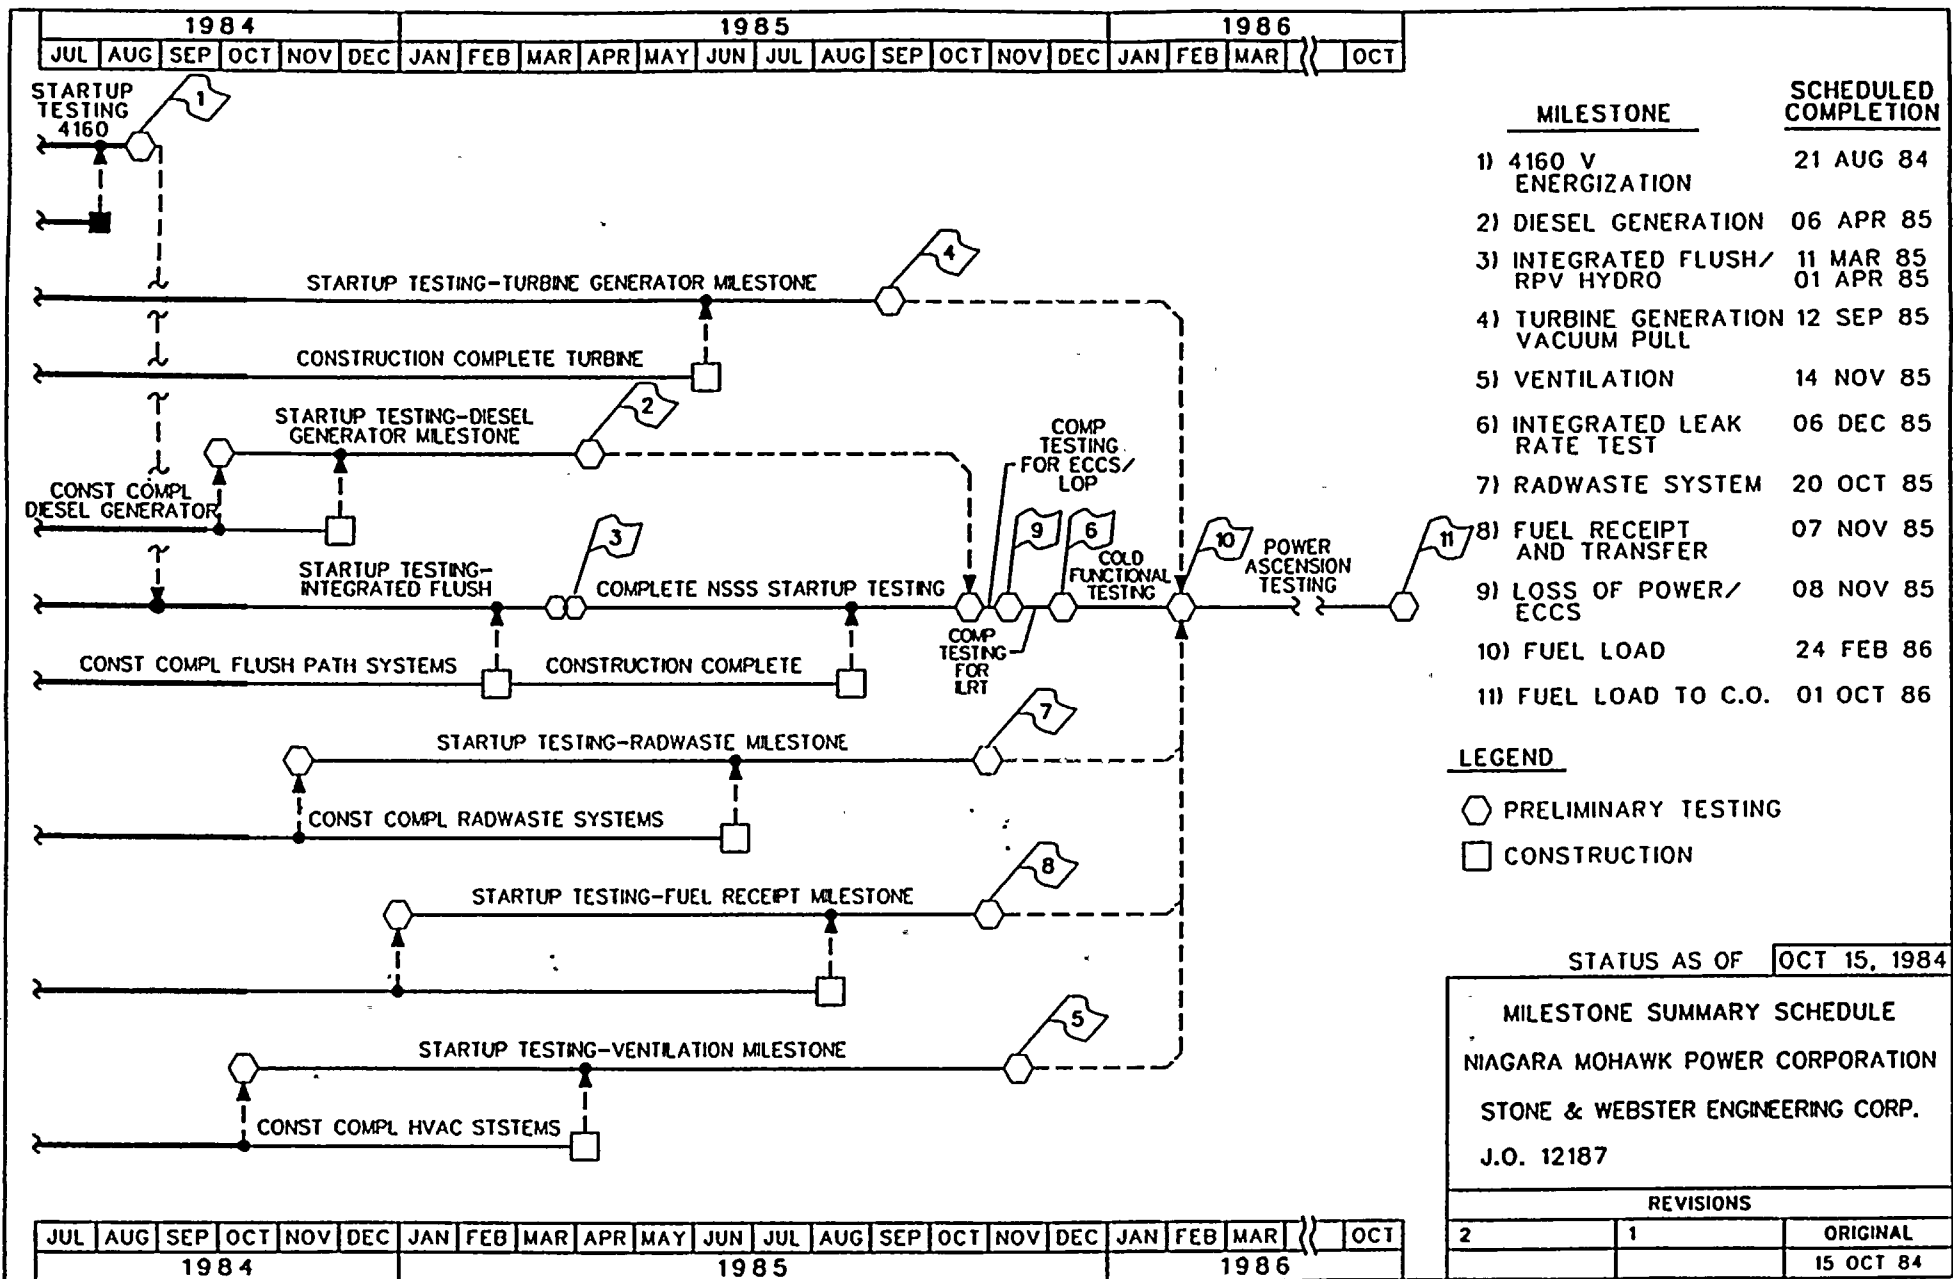 1984 1985 1986
JUL AUG SEP OCT NOV DEC JAN FEB MAR APR MAY JUN JUL AUG SEP OCT NOV DEC JAN FEB MAR OCT
STARTUP
TESTING
4160
1
STARTUP TESTING-TURBINE GENERATOR MILESTONE
4
CONSTRUCTION COMPLETE TURBINE
STARTUP TESTING-DIESEL
GENERATOR MILESTONE
2
CONST COMPL
DIESEL GENERATOR
COMP
TESTING
FOR ECCS/
LOP
STARTUP TESTING-
INTEGRATED FLUSH
3
COMPLETE NSSS STARTUP TESTING
9
6
COLD
FUNCTIONAL
TESTING
10
POWER
ASCENSION
TESTING
11
COMP
TESTING
FOR
ILRT
CONST COMPL FLUSH PATH SYSTEMS
CONSTRUCTION COMPLETE
STARTUP TESTING-RADWASTE MILESTONE
7
CONST COMPL RADWASTE SYSTEMS
STARTUP TESTING-FUEL RECEIPT MILESTONE
8
STARTUP TESTING-VENTILATION MILESTONE
5
CONST COMPL HVAC STSTEMS
JUL AUG SEP OCT NOV DEC JAN FEB MAR APR MAY JUN JUL AUG SEP OCT NOV DEC JAN FEB MAR OCT
1984 1985 1986
MILESTONE
SCHEDULED
COMPLETION
1) 4160 V 21 AUG 84
ENERGIZATION
2) DIESEL GENERATION 06 APR 85
3) INTEGRATED FLUSH/ 11 MAR 85
RPV HYDRO 01 APR 85
4) TURBINE GENERATION 12 SEP 85
VACUUM PULL
5) VENTILATION 14 NOV 85
6) INTEGRATED LEAK 06 DEC 85
RATE TEST
7) RADWASTE SYSTEM 20 OCT 85
8) FUEL RECEIPT 07 NOV 85
AND TRANSFER
9) LOSS OF POWER/ 08 NOV 85
ECCS
10) FUEL LOAD 24 FEB 86
11) FUEL LOAD TO C.O. 01 OCT 86
LEGEND
PRELIMINARY TESTING
CONSTRUCTION
STATUS AS OF OCT 15, 1984
MILESTONE SUMMARY SCHEDULE
NIAGARA MOHAWK POWER CORPORATION
STONE & WEBSTER ENGINEERING CORP.
J.O. 12187
REVISIONS
2 1 ORIGINAL
15 OCT 84